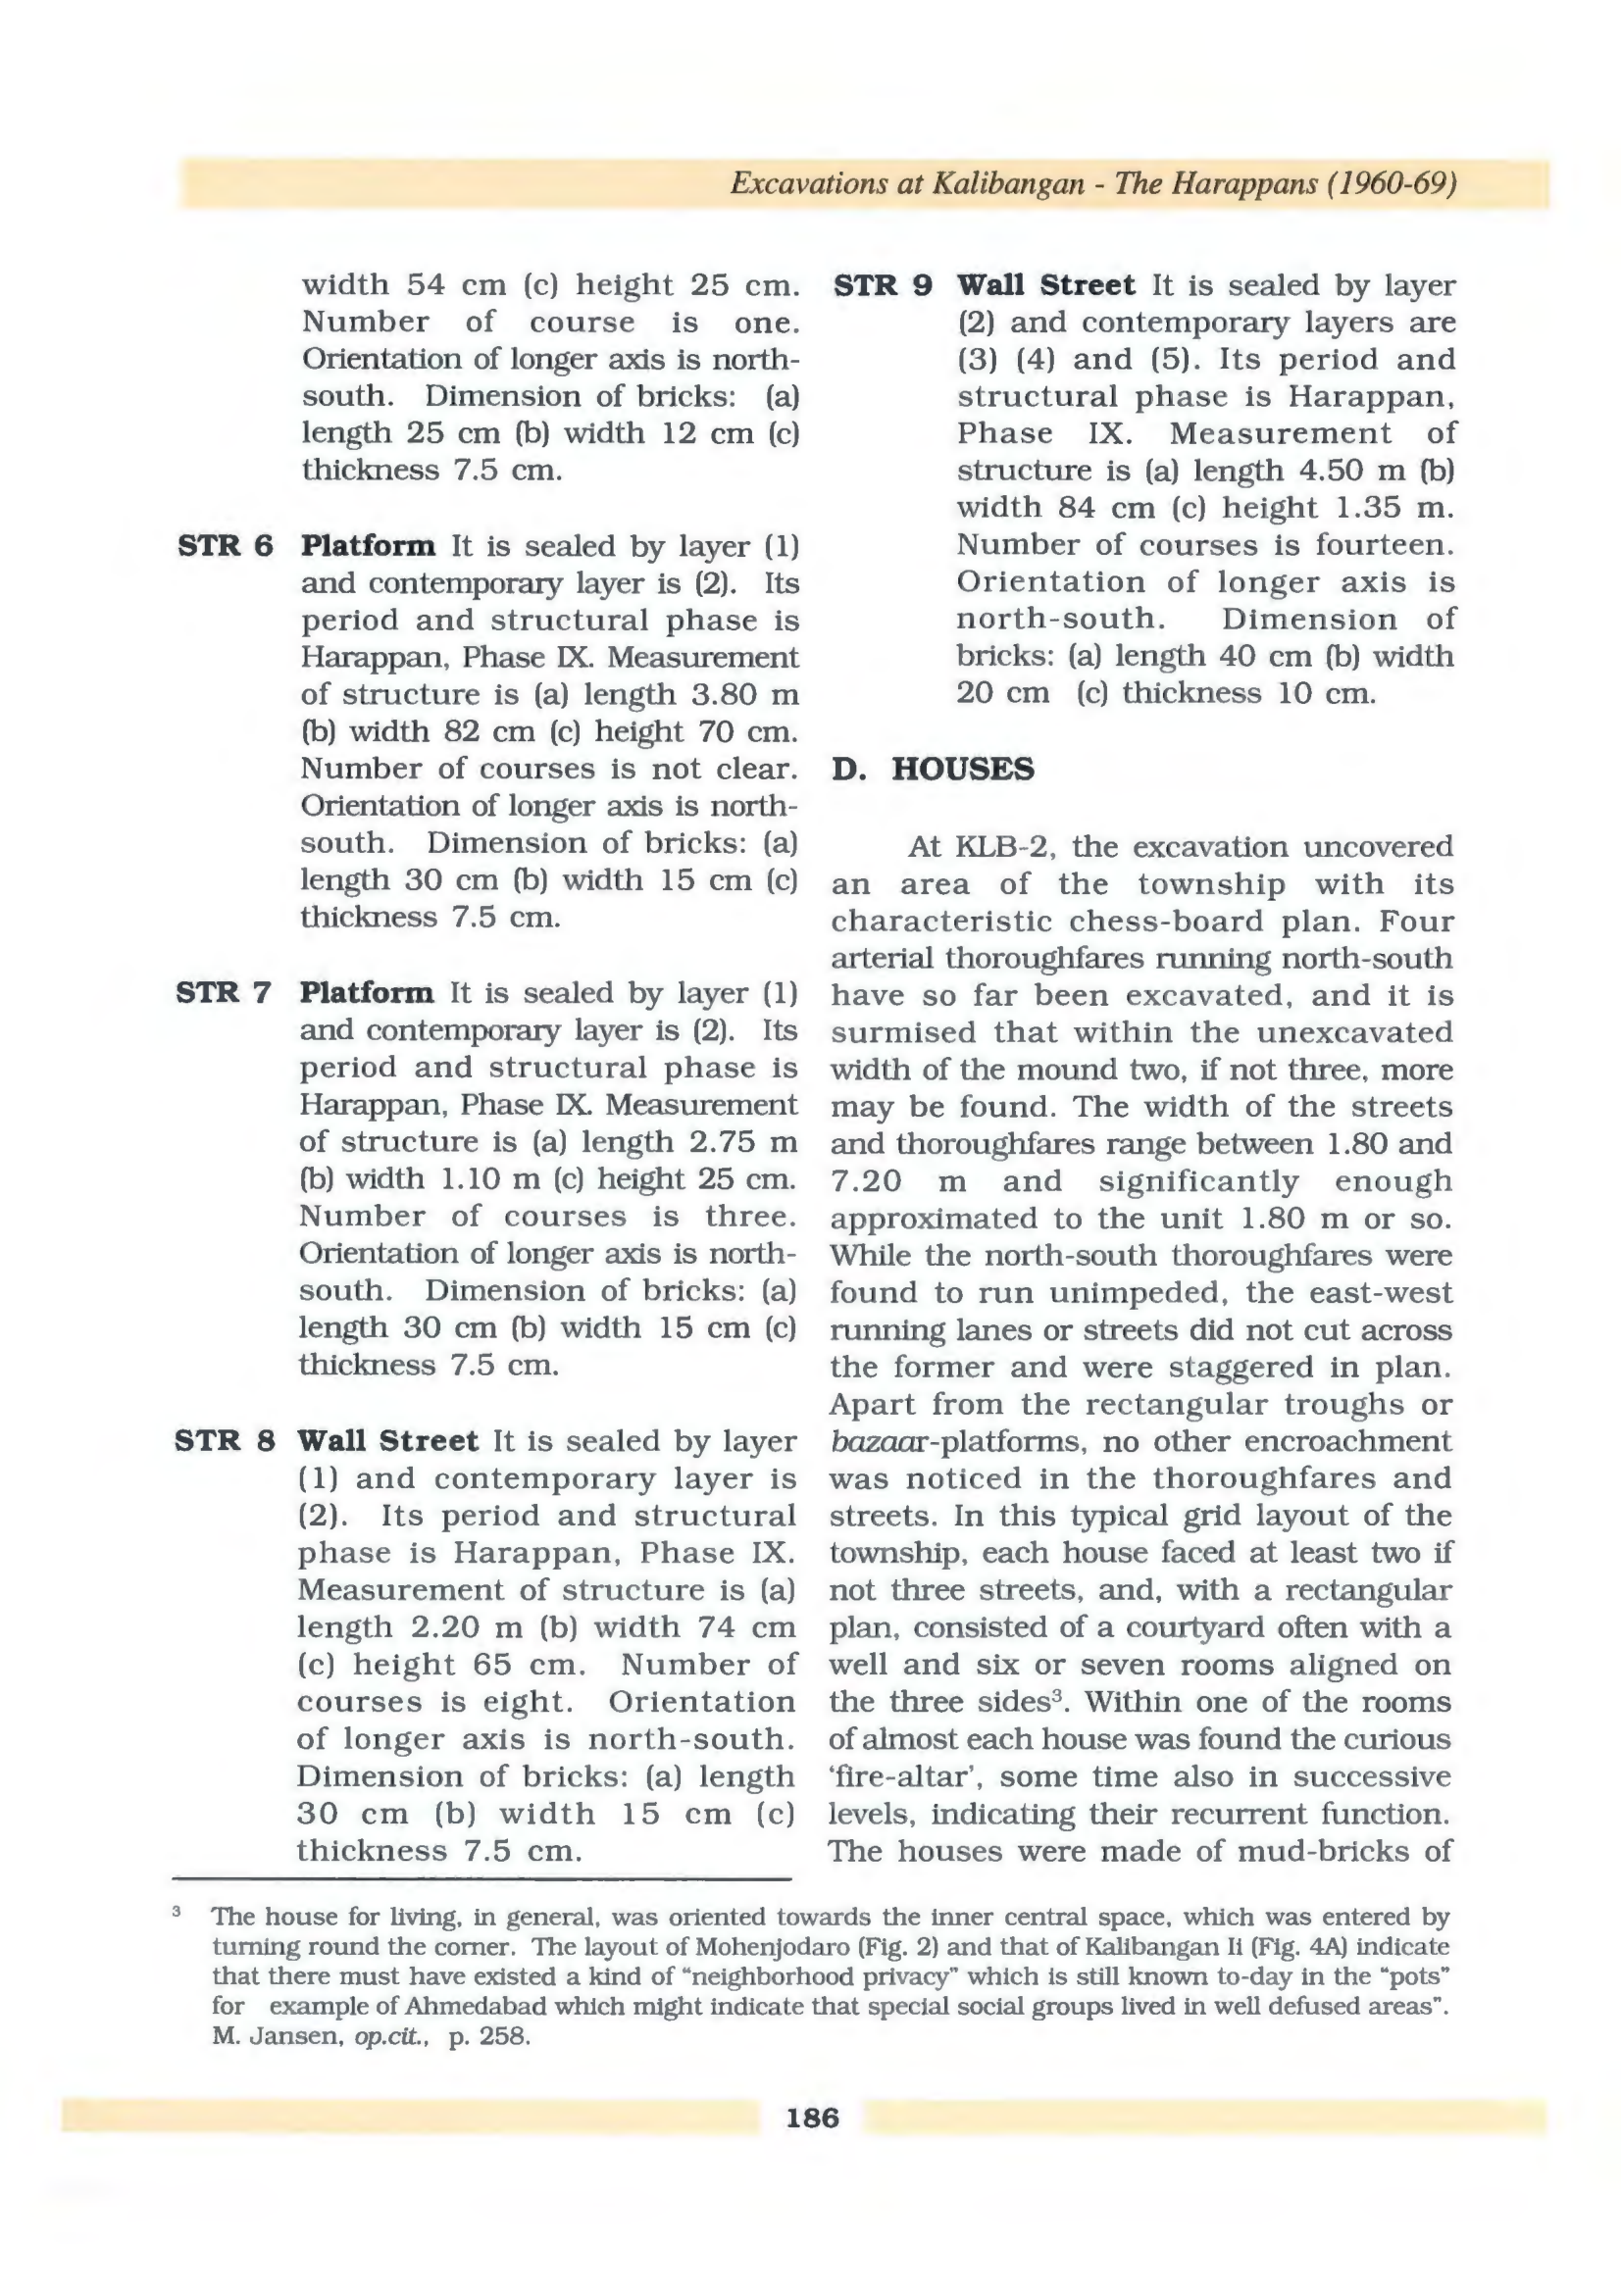 Excavations at Kalibangan - The Harappans (1960-69)
width 54 cm (c) height 25 cm.
Number of course is one.
Orientation of longer axis is north-
south. Dimension of bricks: (a)
length 25 cm (b) width 12 cm (c)
thickness 7.5 cm.
STR 6 Platform It is sealed by layer (1)
and contemporary layer is (2). Its
period and structural phase is
Harappan, Phase IX. Measurement
of structure is (a) length 3.80 m
(b) width 82 cm (c) height 70 cm.
Number of courses is not clear.
Orientation of longer axis is north-
south. Dimension of bricks: (a)
length 30 cm (b) width 15 cm (c)
thickness 7.5 cm.
STR 7 Platform It is sealed by layer (1)
and contemporary layer is (2). Its
period and structural phase is
Harappan, Phase IX. Measurement
of structure is (a) length 2.75 m
(b) width 1.10 m (c) height 25 cm.
Number of courses is three.
Orientation of longer axis is north-
south. Dimension of bricks: (a)
length 30 cm (b) width 15 cm (c)
thickness 7.5 cm.
STR 8 Wall Street It is sealed by layer
(1) and contemporary layer is
(2). Its period and structural
phase is Harappan, Phase IX.
Measurement of structure is (a)
length 2.20 m (b) width 74 cm
(c) height 65 cm. Number of
courses is eight. Orientation
of longer axis is north-south.
Dimension of bricks: (a) length
30 cm (b) width 15 cm (c)
thickness 7.5 cm.
STR 9 Wall Street It is sealed by layer
(2) and contemporary layers are
(3) (4) and (5). Its period and
structural phase is Harappan,
Phase IX. Measurement of
structure is (a) length 4.50 m (b)
width 84 cm (c) height 1.35 m.
Number of courses is fourteen.
Orientation of longer axis is
north-south. Dimension of
bricks: (a) length 40 cm (b) width
20 cm (c) thickness 10 cm.
D. HOUSES
At KLB-2, the excavation uncovered
an area of the township with its
characteristic chess-board plan. Four
arterial thoroughfares running north-south
have so far been excavated, and it is
surmised that within the unexcavated
width of the mound two, if not three, more
may be found. The width of the streets
and thoroughfares range between 1.80 and
7.20 m and significantly enough
approximated to the unit 1.80 m or so.
While the north-south thoroughfares were
found to run unimpeded, the east-west
running lanes or streets did not cut across
the former and were staggered in plan.
Apart from the rectangular troughs or
bazaar-platforms, no other encroachment
was noticed in the thoroughfares and
streets. In this typical grid layout of the
township, each house faced at least two if
not three streets, and, with a rectangular
plan, consisted of a courtyard often with a
well and six or seven rooms aligned on
the three sides³. Within one of the rooms
of almost each house was found the curious
‘fire-altar’, some time also in successive
levels, indicating their recurrent function.
The houses were made of mud-bricks of
³ The house for living, in general, was oriented towards the inner central space, which was entered by
turning round the corner. The layout of Mohenjodaro (Fig. 2) and that of Kalibangan Ii (Fig. 4A) indicate
that there must have existed a kind of “neighborhood privacy” which is still known to-day in the “pots”
for example of Ahmedabad which might indicate that special social groups lived in well defused areas”.
M. Jansen, op.cit., p. 258.
186